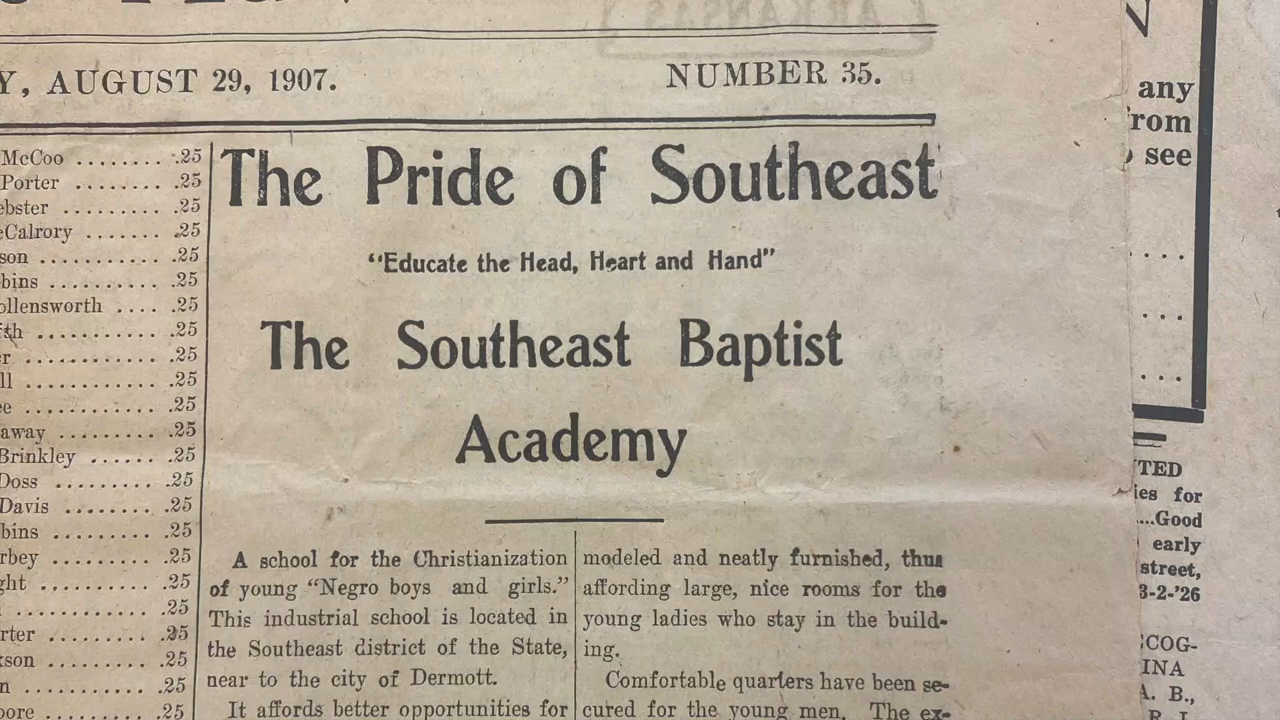 ARKANSAS
Y, AUGUST 29, 1907.
NUMBER 35.
McCoo ........ .25
Porter ......... .25
ebster ......... .25
cCalrory ....... .25
son ............ .25
bins ............ .25
ollensworth .... .25
th ............. .25
er ............. .25
ll ............. .25
ee ............ .25
away ......... .25
Brinkley ...... .25
Doss ......... .25
Davis ......... .25
bins ......... .25
rbey ......... .25
ght ........... .25
............ .25
rter .......... .25
kson .......... .25
n ............ .25
oore ......... .25
The Pride of Southeast
“Educate the Head, Heart and Hand”
The Southeast Baptist
Academy
A school for the Christianization
of young “Negro boys and girls.”
This industrial school is located in
the Southeast district of the State,
near to the city of Dermott.
It affords better opportunities for
modeled and neatly furnished, thus
affording large, nice rooms for the
young ladies who stay in the build-
ing.
Comfortable quarters have been se-
cured for the young men. The ex-
any
from
see
....
...
...
TED
ies for
....Good
early
street,
3-2-'26
COG-
INA
A. B.,